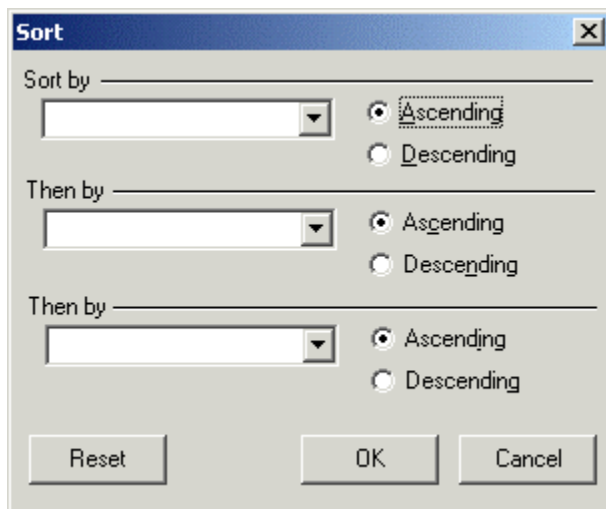 Sort
Sort by
Ascending
Descending
Then by
Ascending
Descending
Then by
Ascending
Descending
Reset OK Cancel